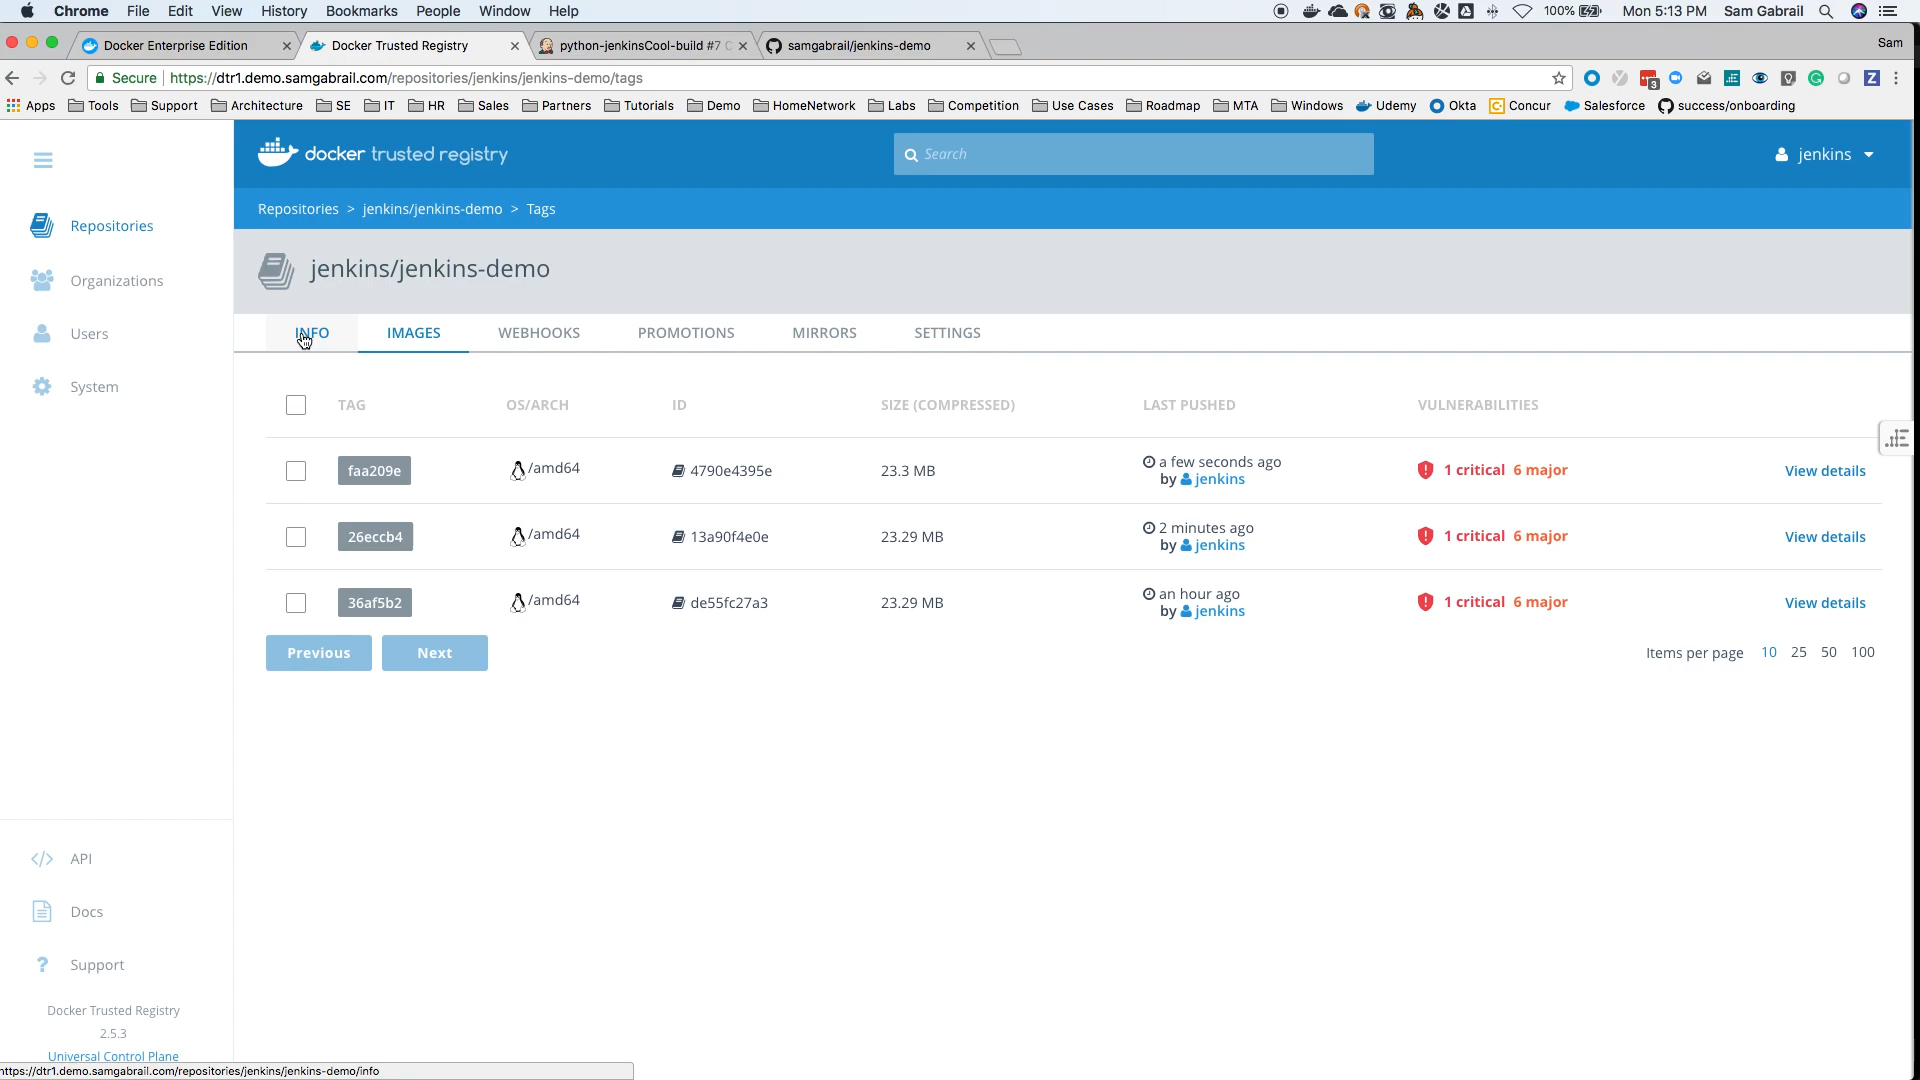 Chrome File Edit View History Bookmarks People Window Help 100% Mon 5:13 PM Sam Gabrail
Docker Enterprise Edition Docker Trusted Registry python-jenkinsCool-build #7 C samgabrail/jenkins-demo Sam
Secure https://dtr1.demo.samgabrail.com/repositories/jenkins/jenkins-demo/tags 3 Z
Apps Tools Support Architecture SE IT HR Sales Partners Tutorials Demo HomeNetwork Labs Competition Use Cases Roadmap MTA Windows Udemy Okta Concur Salesforce success/onboarding
docker trusted registry Search jenkins
Repositories > jenkins/jenkins-demo > Tags
Repositories
Organizations
Users
System
jenkins/jenkins-demo
INFO IMAGES WEBHOOKS PROMOTIONS MIRRORS SETTINGS
TAG OS/ARCH ID SIZE (COMPRESSED) LAST PUSHED VULNERABILITIES
faa209e /amd64 4790e4395e 23.3 MB a few seconds ago 1 critical 6 major View details
by jenkins
26eccb4 /amd64 13a90f4e0e 23.29 MB 2 minutes ago 1 critical 6 major View details
by jenkins
36af5b2 /amd64 de55fc27a3 23.29 MB an hour ago 1 critical 6 major View details
by jenkins
Previous Next Items per page 10 25 50 100
API
Docs
? Support
Docker Trusted Registry
2.5.3
Universal Control Plane
https://dtr1.demo.samgabrail.com/repositories/jenkins/jenkins-demo/info